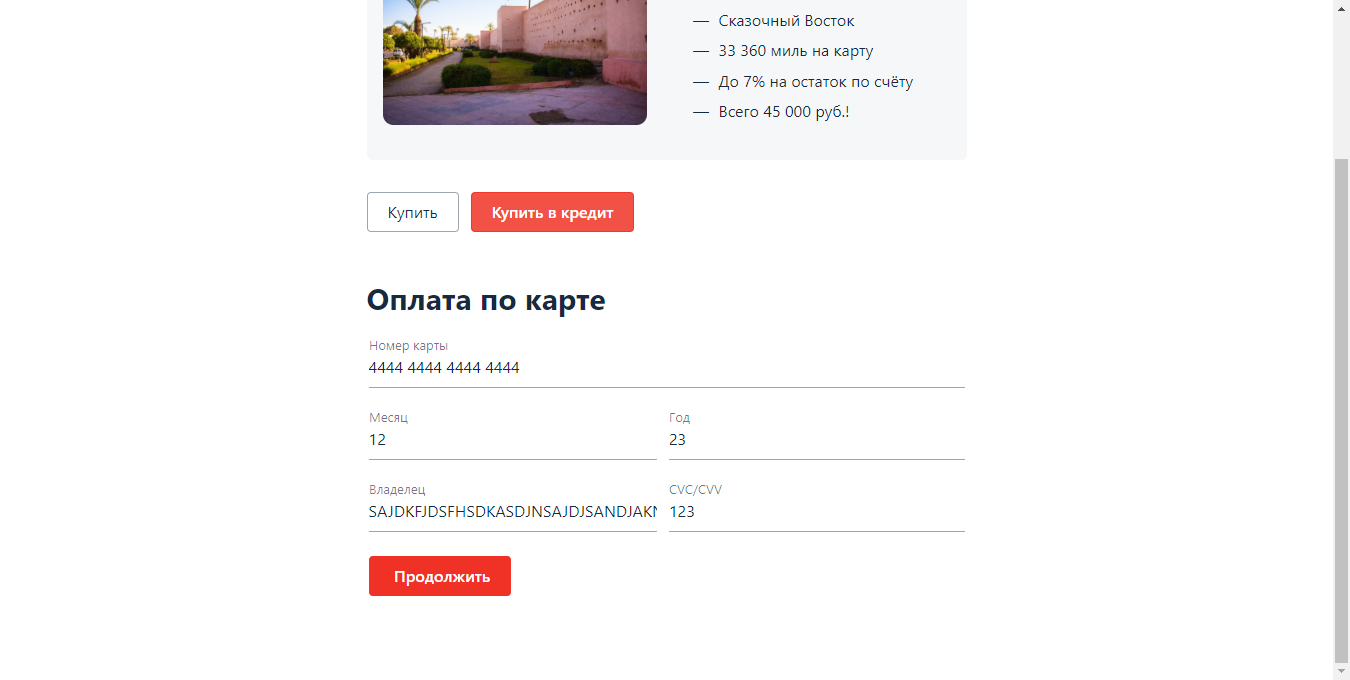 — Сказочный Восток
— 33 360 миль на карту
— До 7% на остаток по счёту
— Всего 45 000 руб.!
Купить Купить в кредит
Оплата по карте
Номер карты
4444 4444 4444 4444
Месяц Год
12 23
Владелец CVC/CVV
SAJDKFJDSFHSDKASDJNSAJDJSANDJAKN 123
Продолжить